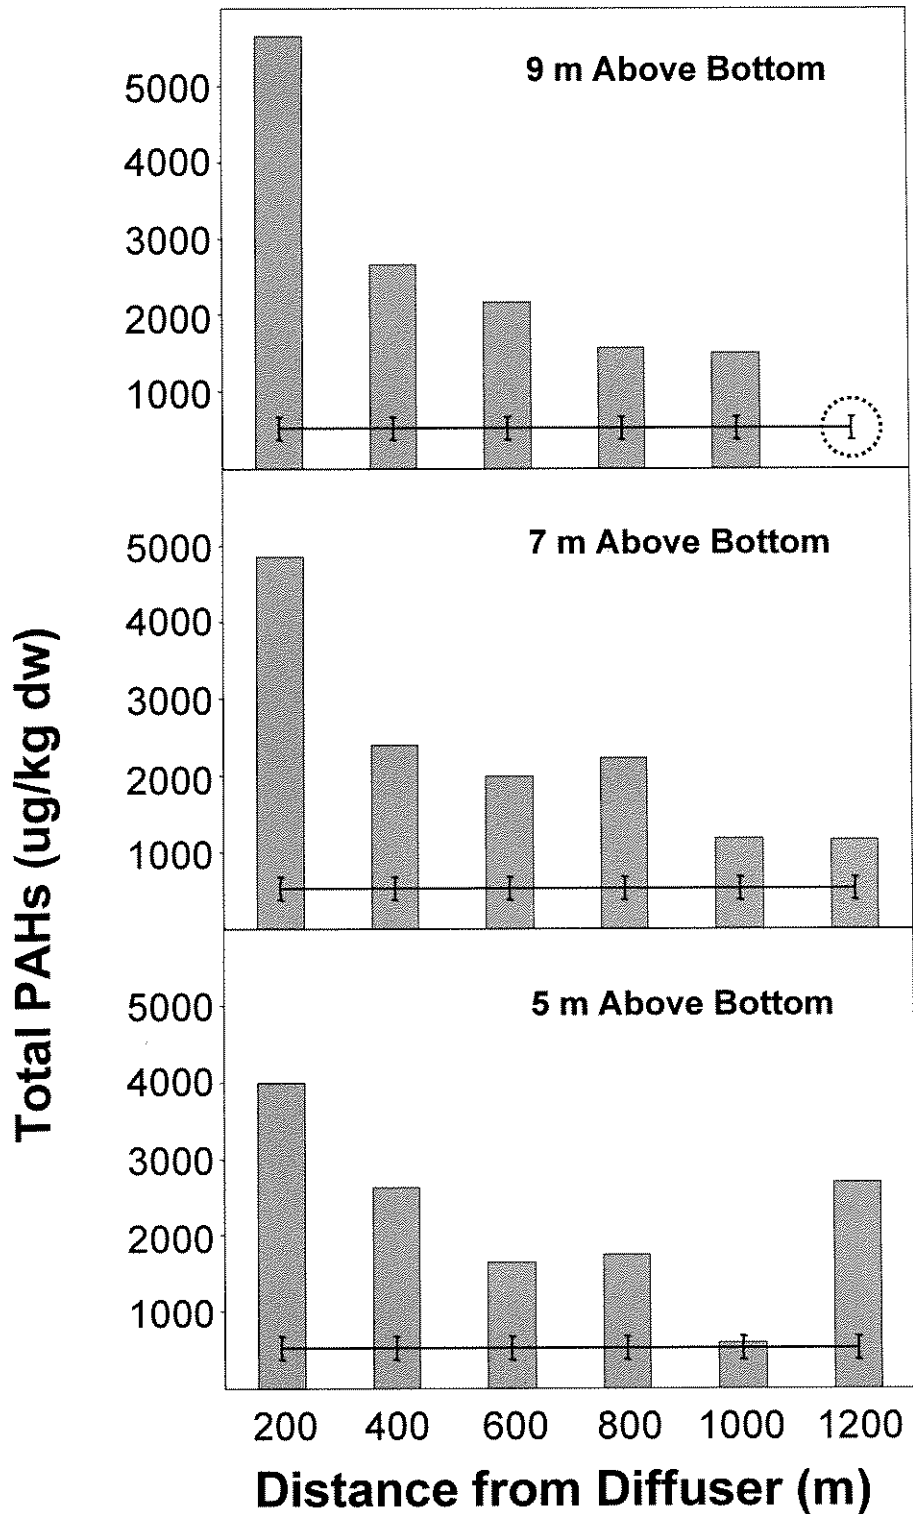 9 m Above Bottom
5000
4000
3000
2000
1000
7 m Above Bottom
5000
4000
3000
2000
1000
Total PAHs (ug/kg dw)
5 m Above Bottom
5000
4000
3000
2000
1000
200 400 600 800 1000 1200
Distance from Diffuser (m)